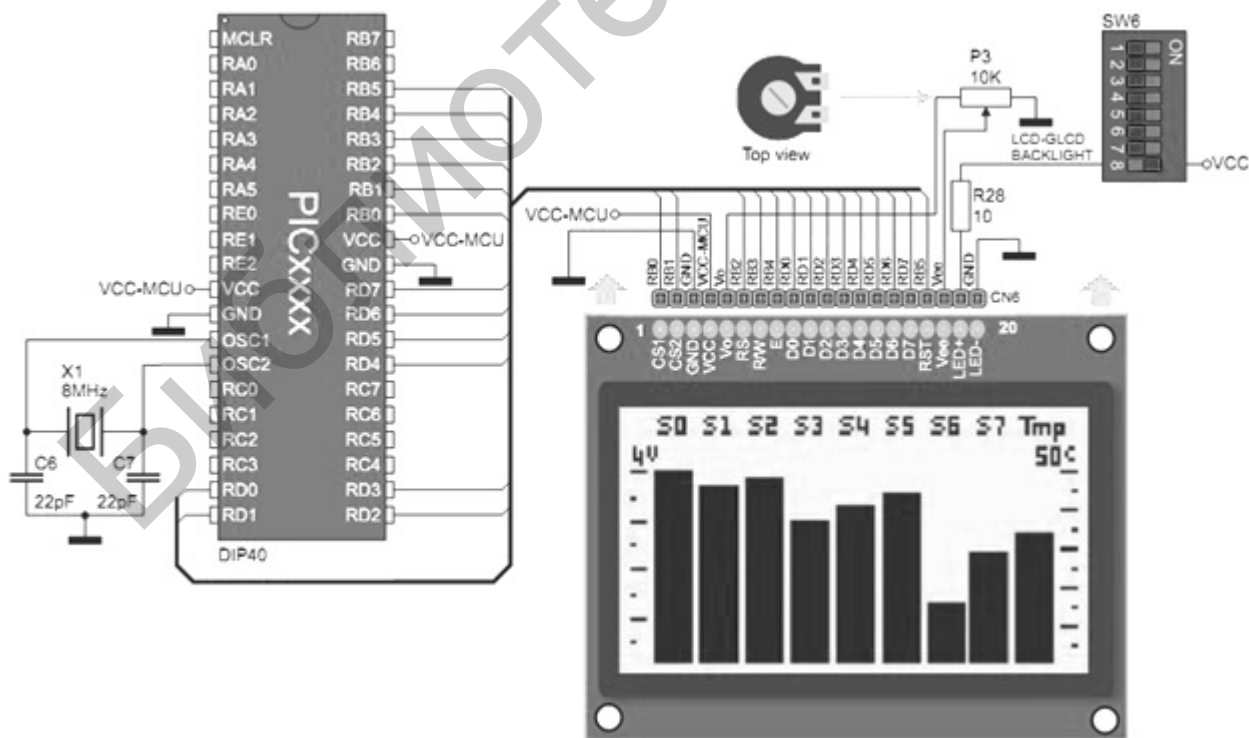 MCLR RB7
RA0 RB6
RA1 RB5
RA2 RB4
RA3 RB3
RA4 RB2
RA5 RB1
RE0 RB0
RE1 VCC
RE2 GND
VCC RD7
GND RD6
OSC1 RD5
OSC2 RD4
RC0 RC7
RC1 RC6
RC2 RC5
RC3 RC4
RD0 RD3
RD1 RD2
PICxxxx
DIP40
VCC-MCU
VCC-MCU
X1
8MHz
C6
22pF
C7
22pF
Top view
P3
10K
LCD-GLCD
BACKLIGHT
SW6
ON
1
2
3
4
5
6
7
8
VCC
R28
10
VCC-MCU
RB0 RB1 GND VCC-MCU Vo RB2 RB3 RB4 RD0 RD1 RD2 RD3 RD4 RD5 RD6 RD7 RB5 Vee GND
CN6
1 20
CS1 CS2 GND VCC Vo RS R/W E D0 D1 D2 D3 D4 D5 D6 D7 RST Vee LED+ LED-
S0 S1 S2 S3 S4 S5 S6 S7 Tmp
4V 50C